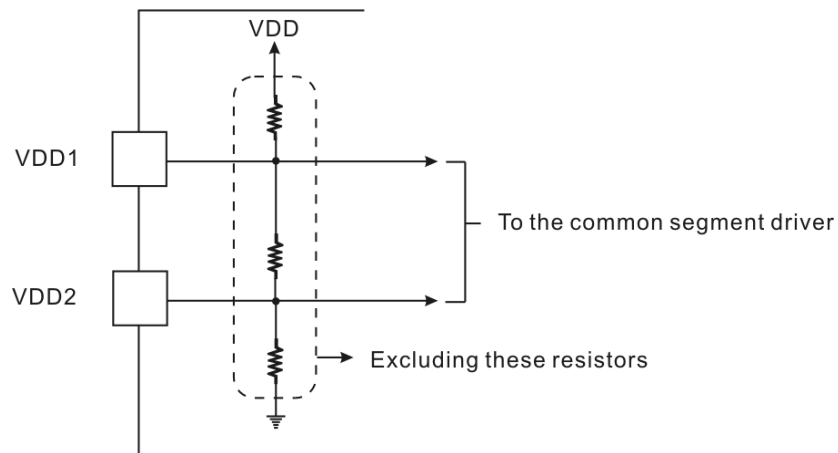 VDD
VDD1
To the common segment driver
VDD2
Excluding these resistors